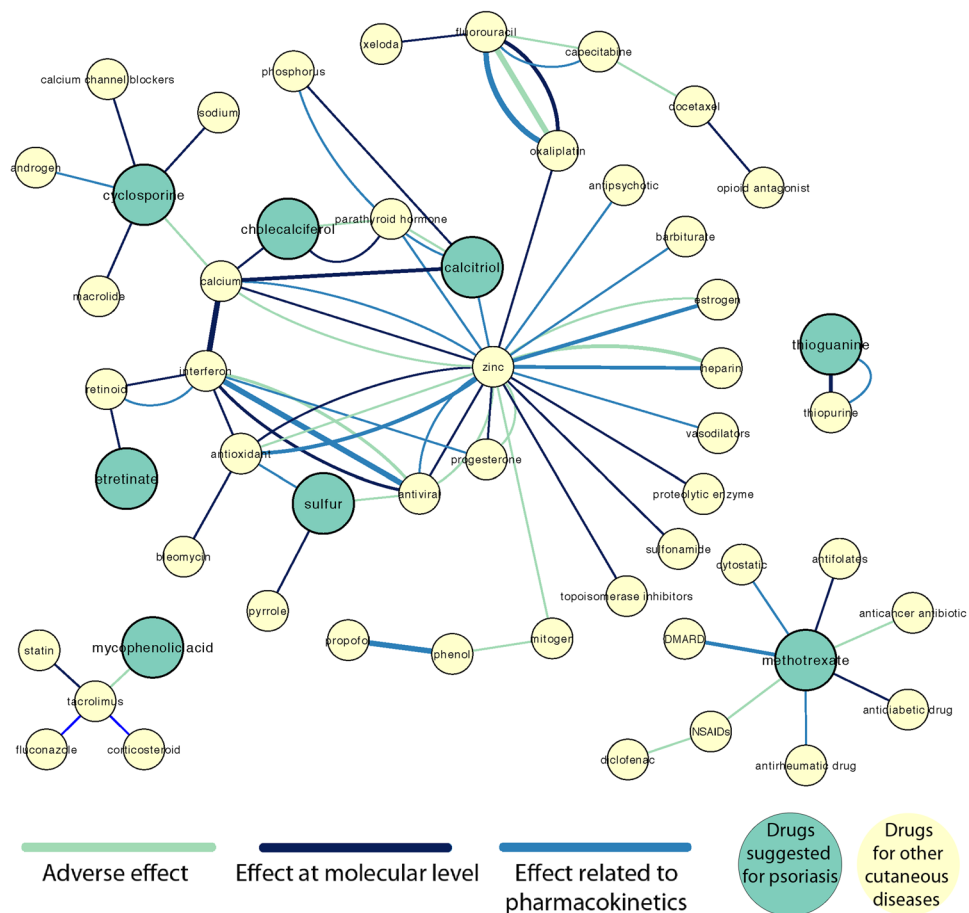 fluorouracil
xeloda
capecitabine
phosphorus
calcium channel blockers
docetaxel
sodium
oxaliplatin
androgen
cyclosporine
antipsychotic
opioid antagonist
parathyroid hormone
cholecalciferol
barbiturate
calcitriol
calcium
macrolide
estrogen
thioguanine
zinc
heparin
interferon
retinoid
thiopurine
vasodilators
antioxidant
progesterone
etretinate
antiviral
proteolytic enzyme
sulfur
sulfonamide
bleomycin
cytostatic
antifolates
topoisomerase inhibitors
pyrrole
anticancer antibiotic
mitogen
propofo
DMARD
statin
mycophenolic acid
phenol
methotrexate
tacrolimus
antidiabetic drug
NSAIDs
fluconazole
corticosteroid
diclofenac
antirheumatic drug
Adverse effect
Effect at molecular level
Effect related to
pharmacokinetics
Drugs
suggested
for psoriasis
Drugs
for other
cutaneous
diseases